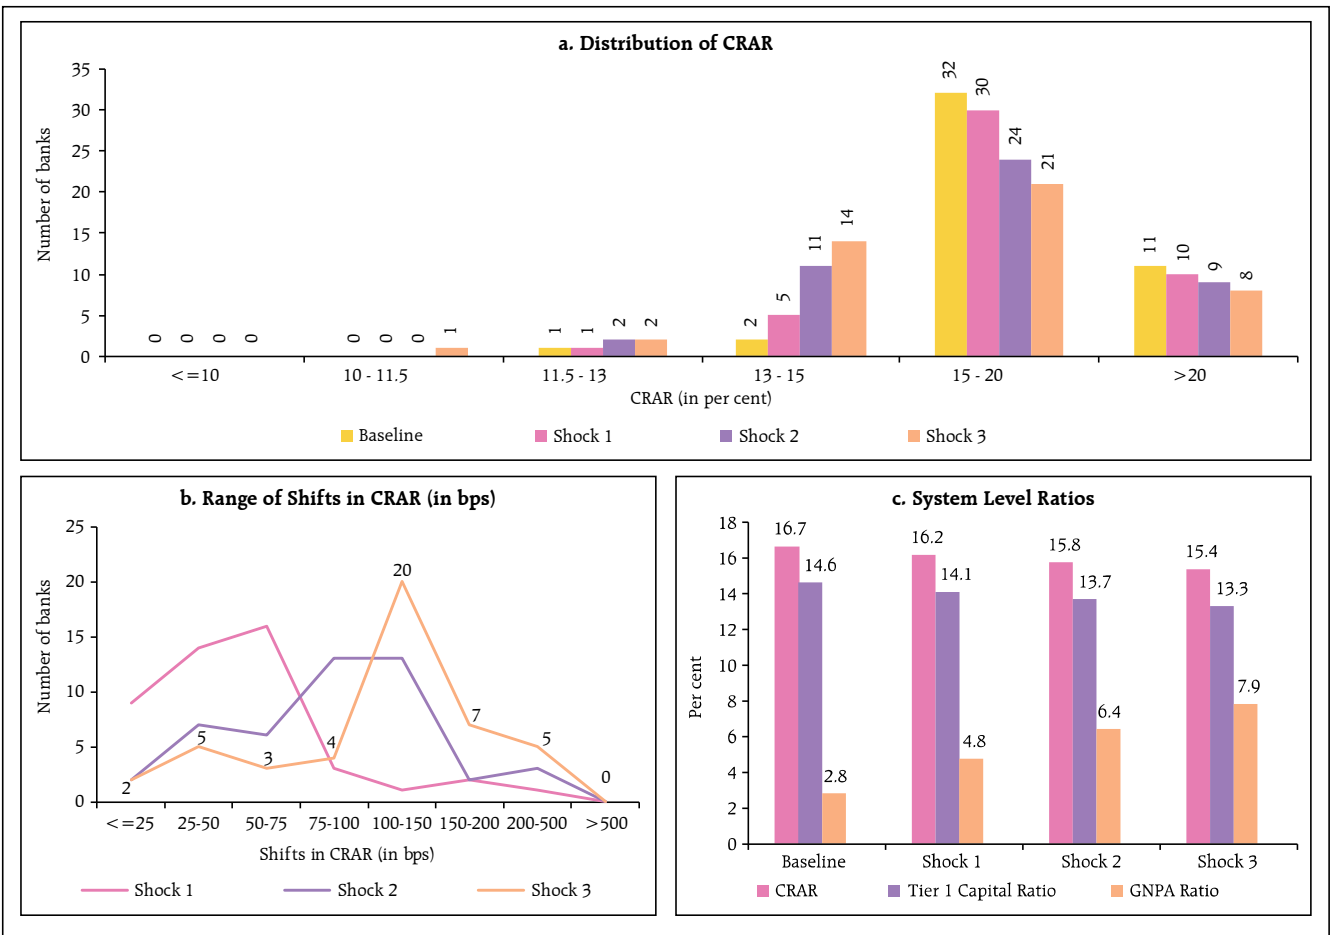 a. Distribution of CRAR
Number of banks
35
30
25
20
15
10
5
0
0 0 0 0
0 0 0 1
1 1 2 2
2 5 11 14
32 30 24 21
11 10 9 8
<=10 10 - 11.5 11.5 - 13 13 - 15 15 - 20 >20
CRAR (in per cent)
Baseline Shock 1 Shock 2 Shock 3
b. Range of Shifts in CRAR (in bps)
Number of banks
25
20
15
10
5
0
2 5 3 4 20 7 5 0
<=25 25-50 50-75 75-100 100-150 150-200 200-500 >500
Shifts in CRAR (in bps)
Shock 1 Shock 2 Shock 3
c. System Level Ratios
Per cent
18
16
14
12
10
8
6
4
2
0
16.7 14.6 2.8
16.2 14.1 4.8
15.8 13.7 6.4
15.4 13.3 7.9
Baseline Shock 1 Shock 2 Shock 3
CRAR Tier 1 Capital Ratio GNPA Ratio